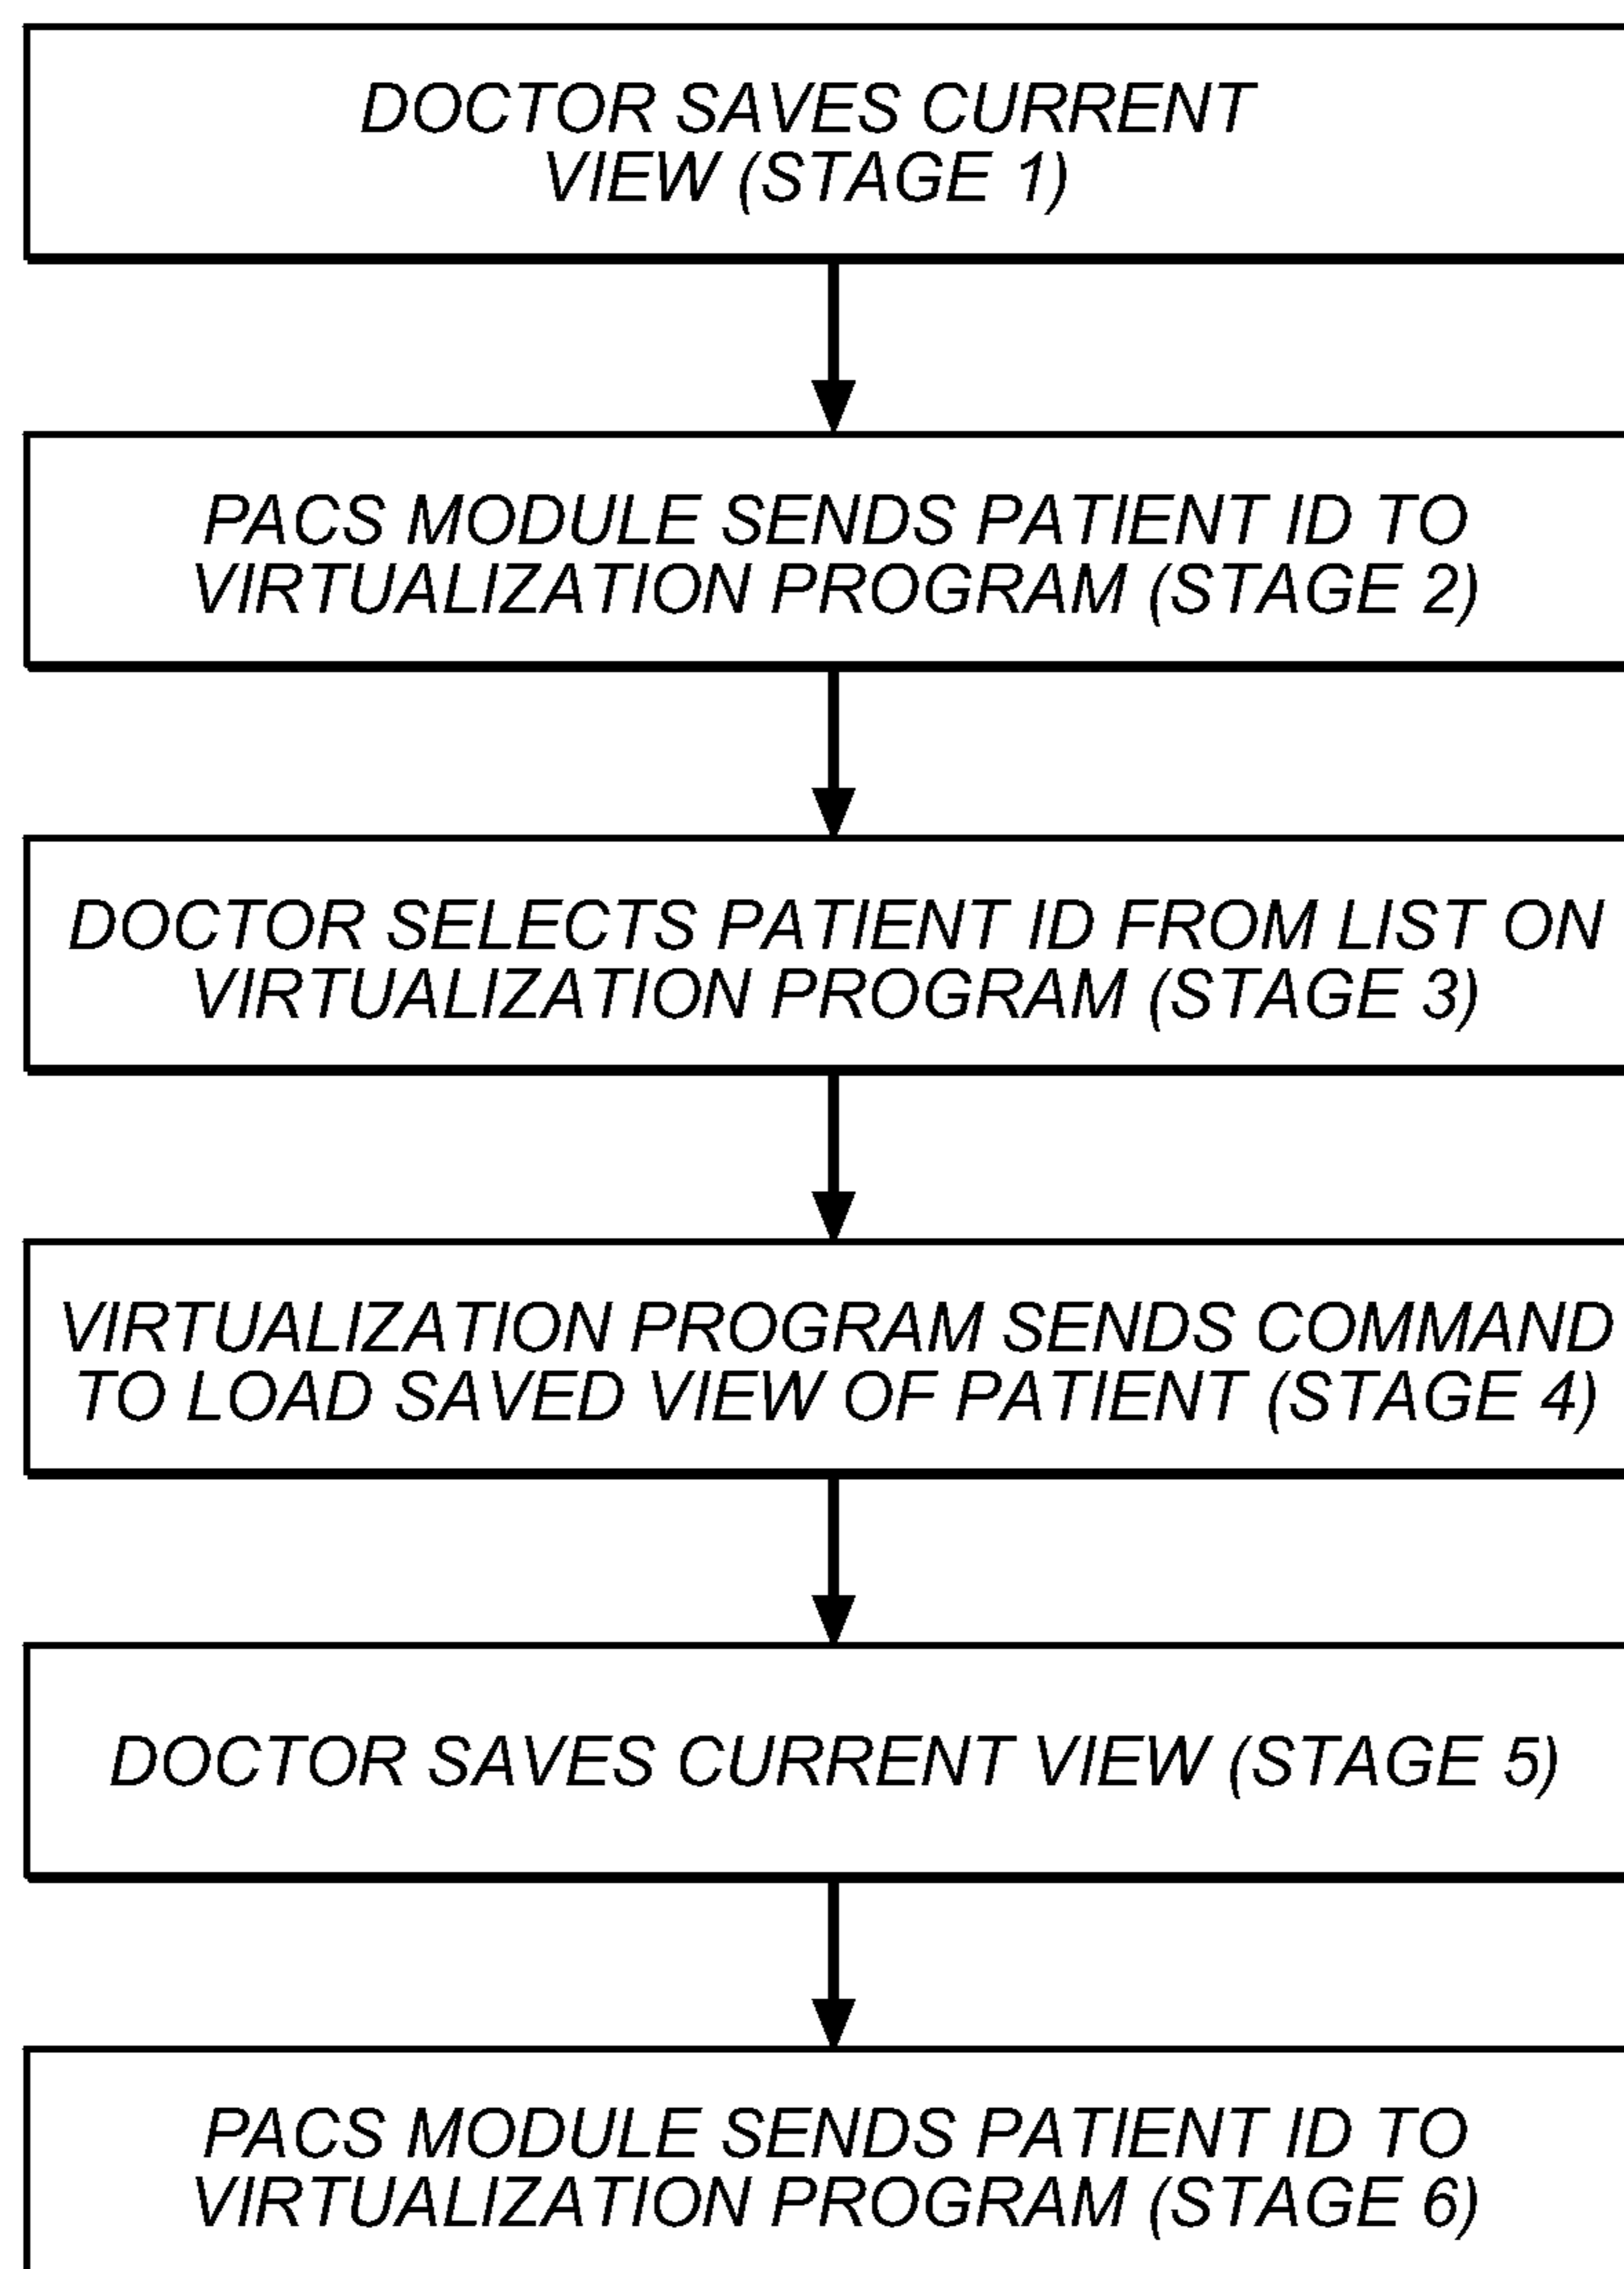 DOCTOR SAVES CURRENT
VIEW (STAGE 1)
PACS MODULE SENDS PATIENT ID TO
VIRTUALIZATION PROGRAM (STAGE 2)
DOCTOR SELECTS PATIENT ID FROM LIST ON
VIRTUALIZATION PROGRAM (STAGE 3)
VIRTUALIZATION PROGRAM SENDS COMMAND
TO LOAD SAVED VIEW OF PATIENT (STAGE 4)
DOCTOR SAVES CURRENT VIEW (STAGE 5)
PACS MODULE SENDS PATIENT ID TO
VIRTUALIZATION PROGRAM (STAGE 6)